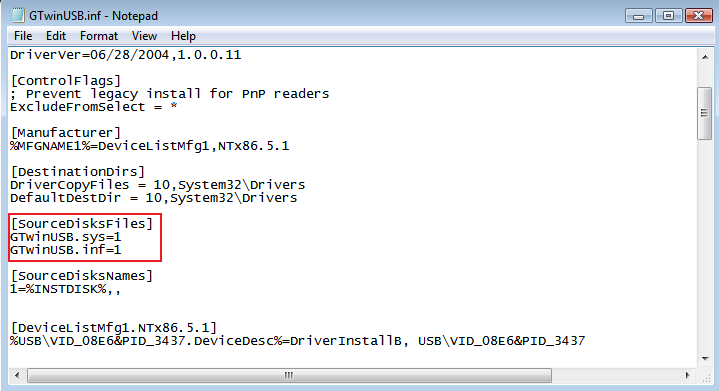 GTwinUSB.inf - Notepad
File Edit Format View Help
DriverVer=06/28/2004,1.0.0.11
[ControlFlags]
; Prevent legacy install for PnP readers
ExcludeFromSelect = *
[Manufacturer]
%MFGNAME1%=DeviceListMfg1,NTx86.5.1
[DestinationDirs]
DriverCopyFiles = 10,System32\Drivers
DefaultDestDir = 10,System32\Drivers
[SourceDisksFiles]
GTwinUSB.sys=1
GTwinUSB.inf=1
[SourceDisksNames]
1=%INSTDISK%,,
[DeviceListMfg1.NTx86.5.1]
%USB\VID_08E6&PID_3437.DeviceDesc%=DriverInstallB, USB\VID_08E6&PID_3437